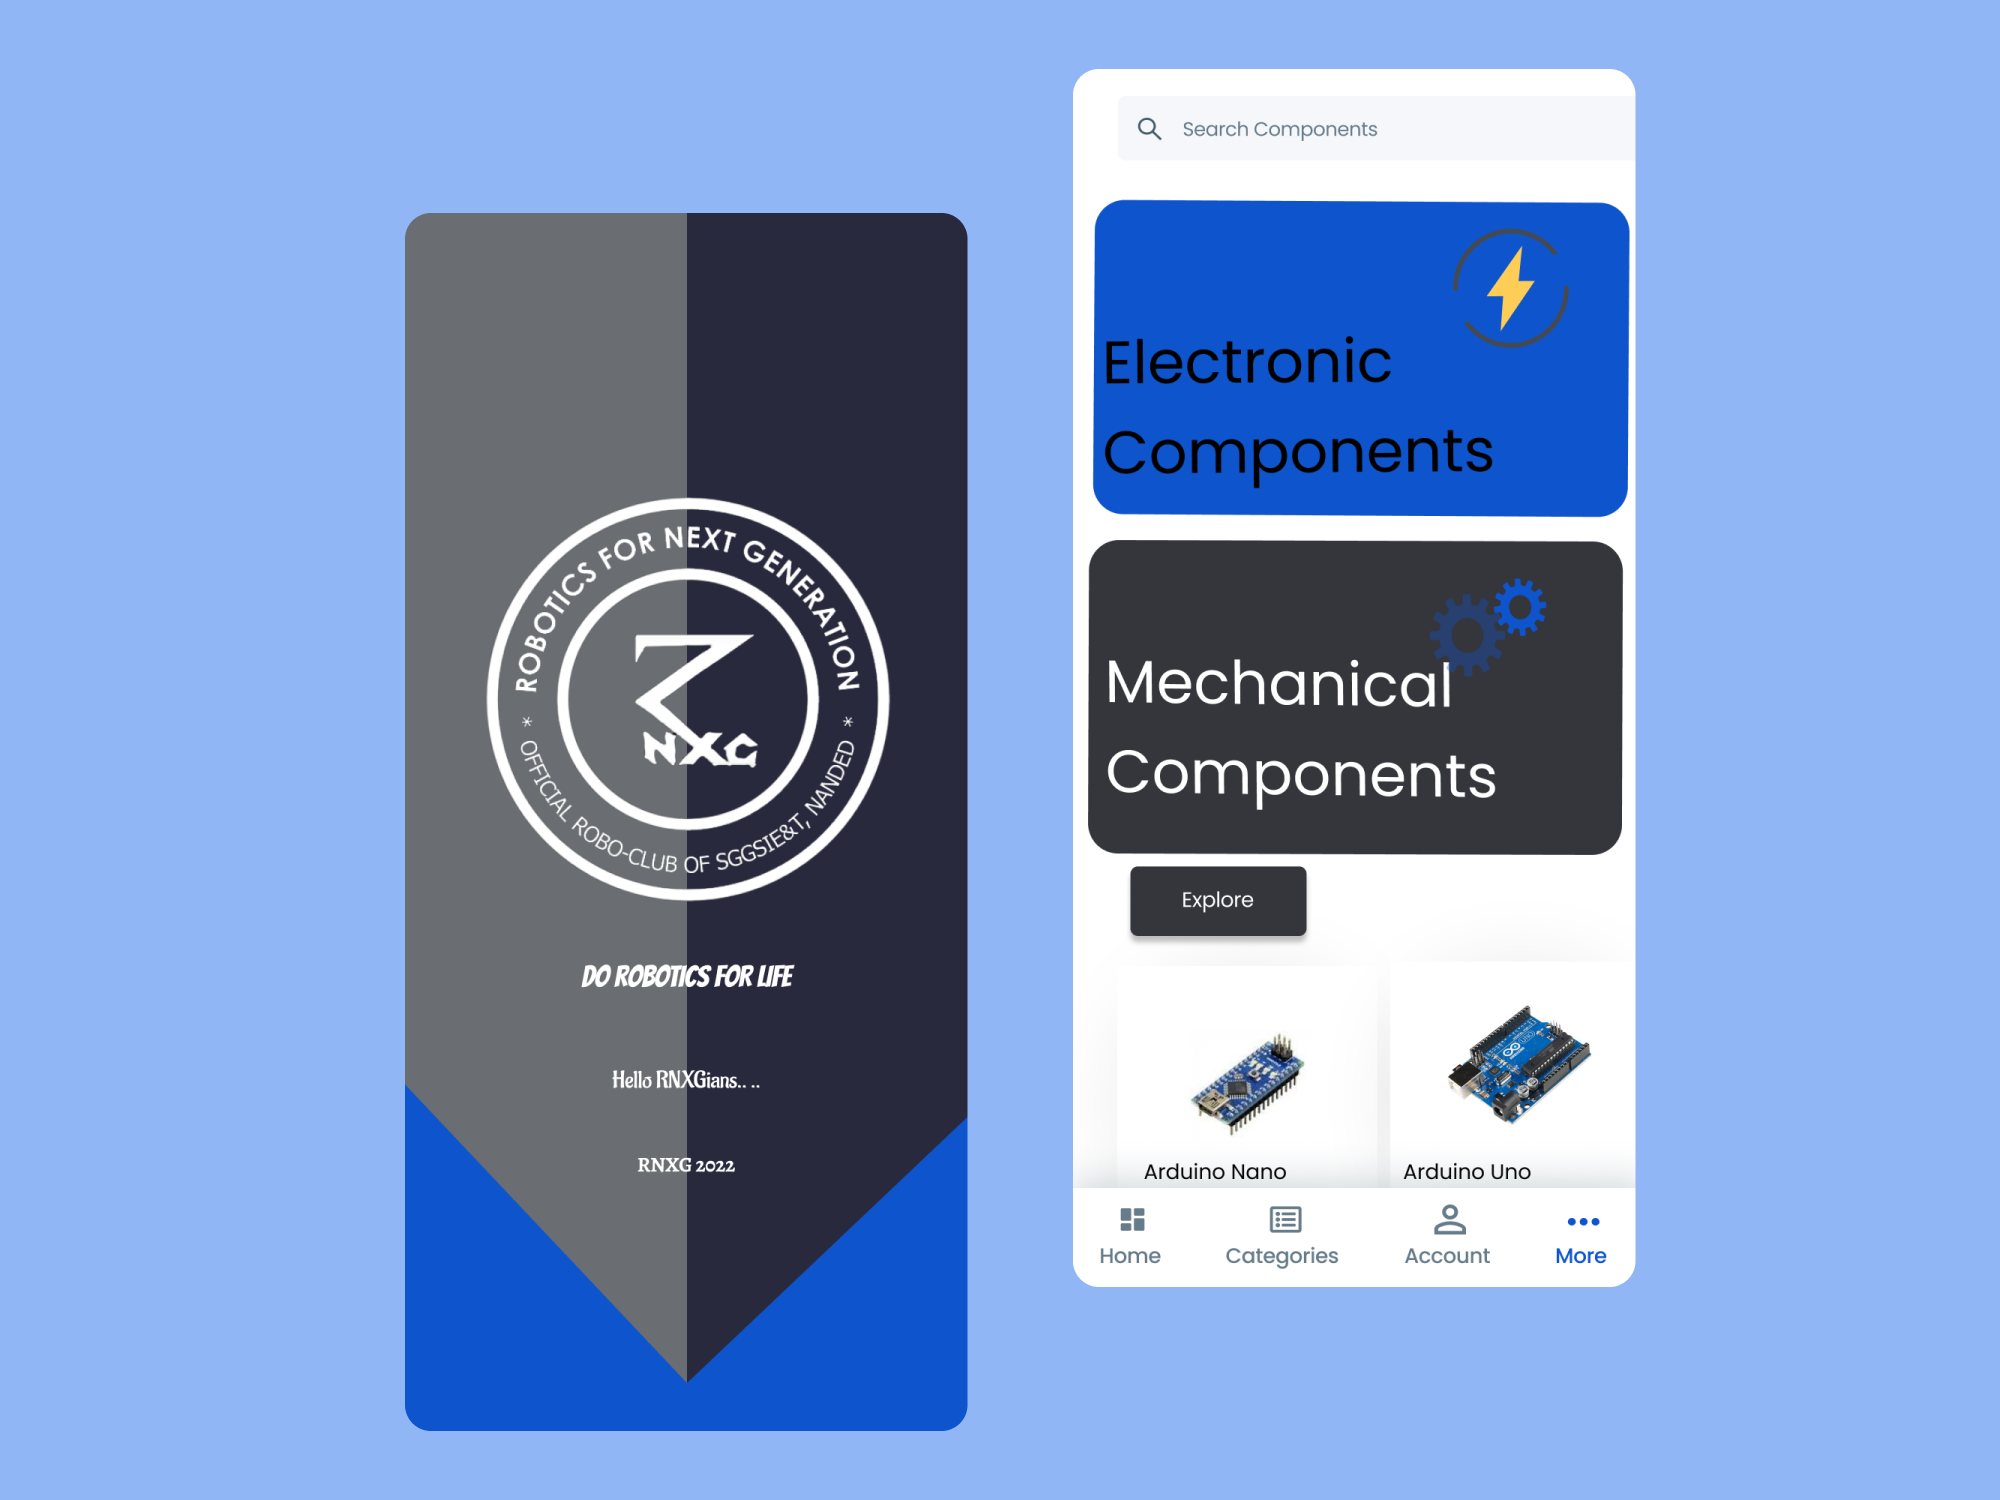 ROBOTICS FOR NEXT GENERATION
NXG
* OFFICIAL ROBO-CLUB OF SGGSIE&T, NANDED *
DO ROBOTICS FOR LIFE
Hello RNXGians.. ..
RNXG 2022
Search Components
Electronic
Components
Mechanical
Components
Explore
Arduino Nano
Arduino Uno
Home
Categories
Account
More